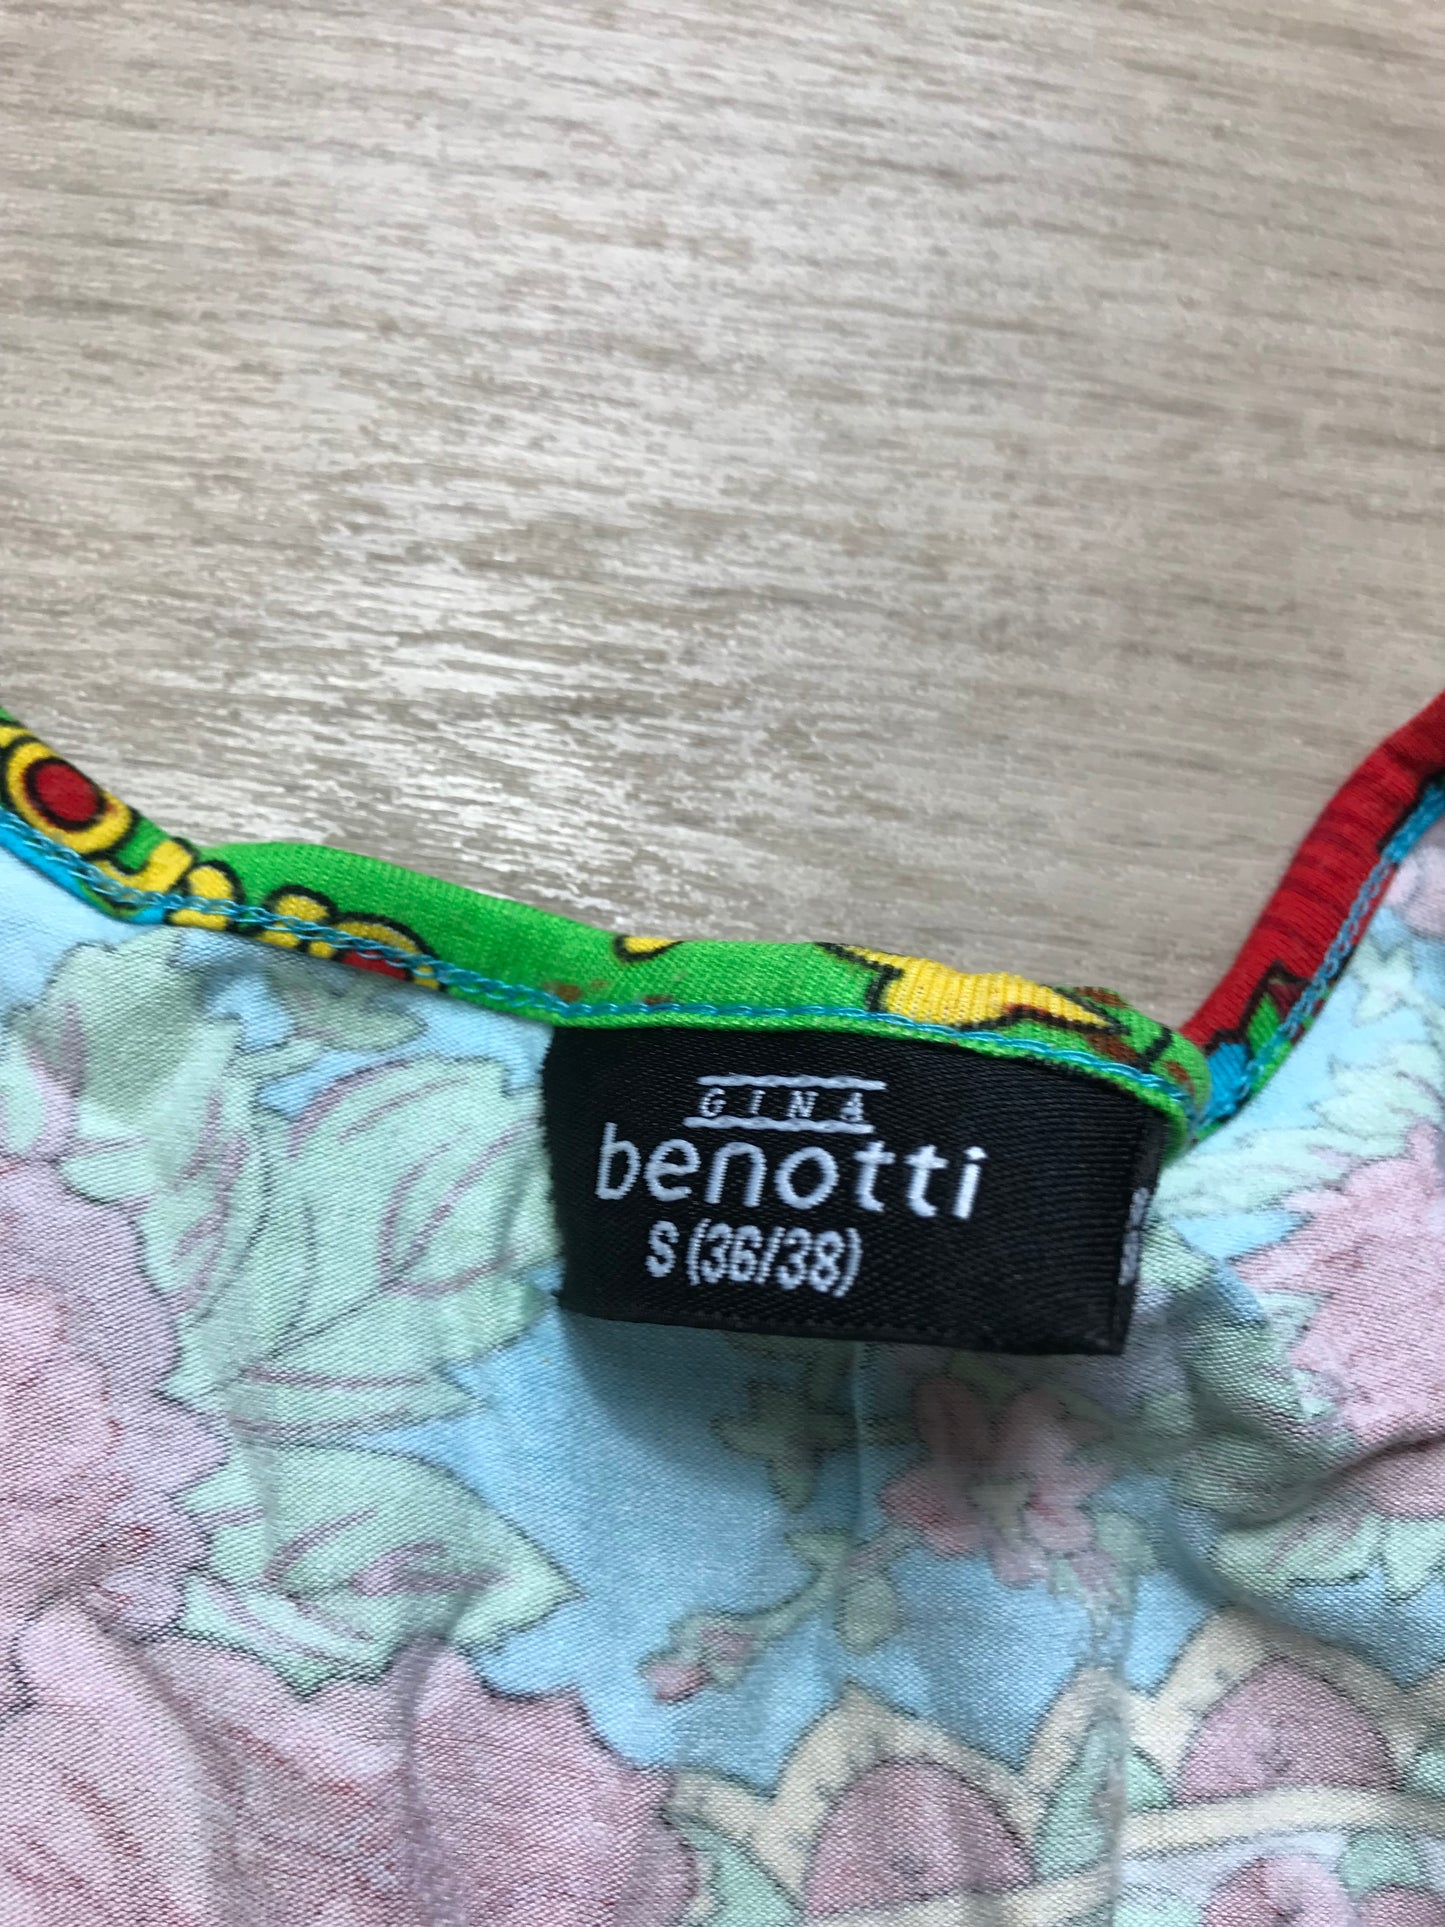 GINA
benotti
S (36/38)